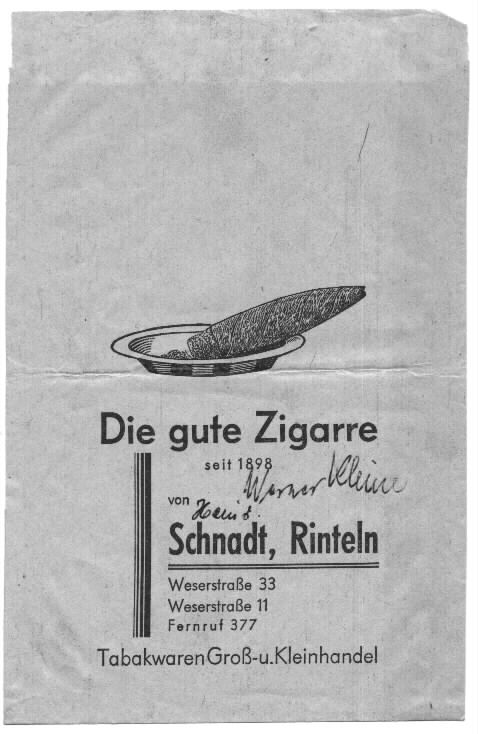 Die gute Zigarre
seit 1898
Werner Kleine
von
Schnadt, Rinteln
Weserstraße 33
Weserstraße 11
Fernruf 377
Tabakwaren Groß-u.Kleinhandel